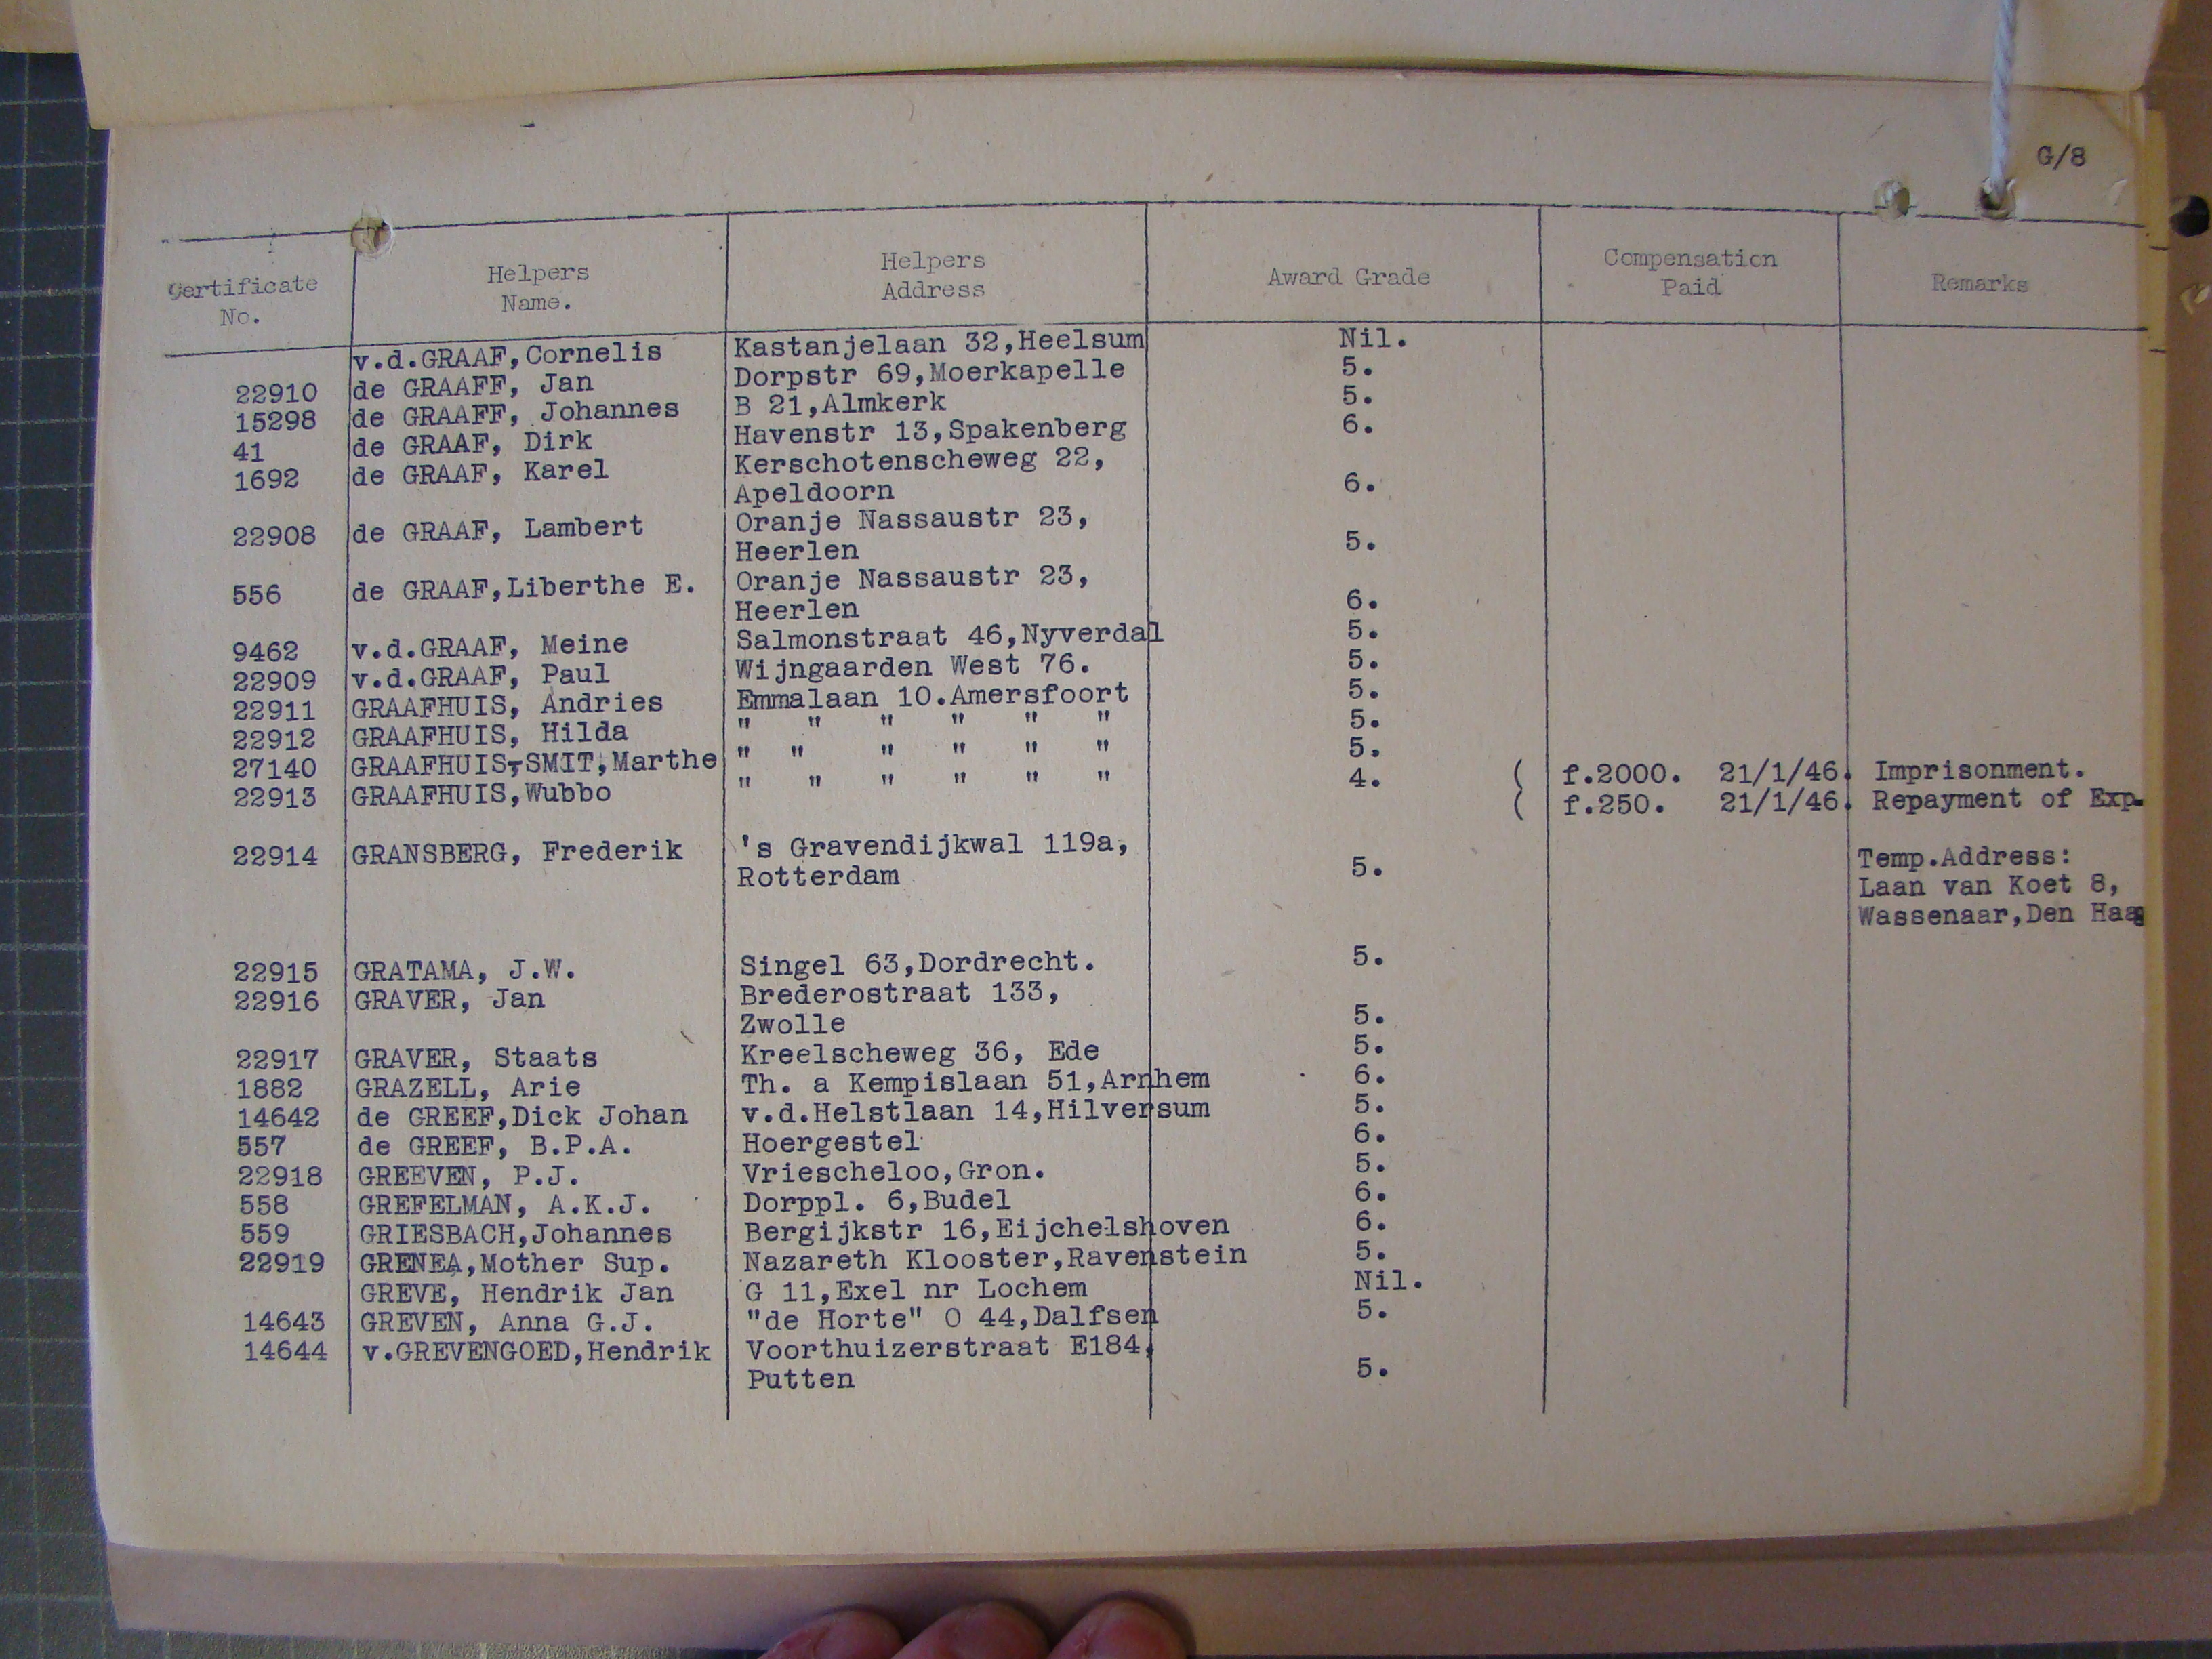 G/8
Certificate No. Helpers Name. Helpers Address Award Grade Compensation Paid Remarks
v.d.GRAAF,Cornelis Kastanjelaan 32,Heelsum Nil.
22910 de GRAAFF, Jan Dorpstr 69,Moerkapelle 5.
15298 de GRAAFF, Johannes B 21,Almkerk 5.
41 de GRAAF, Dirk Havenstr 13,Spakenberg 6.
1692 de GRAAF, Karel Kerschotenscheweg 22,
Apeldoorn 6.
22908 de GRAAF, Lambert Oranje Nassaustr 23,
Heerlen 5.
556 de GRAAF,Liberthe E. Oranje Nassaustr 23,
Heerlen 6.
9462 v.d.GRAAF, Meine Salmonstraat 46,Nyverdal 5.
22909 v.d.GRAAF, Paul Wijngaarden West 76. 5.
22911 GRAAFHUIS, Andries Emmalaan 10.Amersfoort 5.
22912 GRAAFHUIS, Hilda " " " " " " 5.
27140 GRAAFHUIS-SMIT,Marthe " " " " " " 5.
22913 GRAAFHUIS,Wubbo " " " " " " 4. ( f.2000. 21/1/46. Imprisonment.
( f.250. 21/1/46. Repayment of Exp.
22914 GRANSBERG, Frederik 's Gravendijkwal 119a, Temp.Address:
Rotterdam 5. Laan van Koet 8,
Wassenaar,Den Haag
22915 GRATAMA, J.W. Singel 63,Dordrecht. 5.
22916 GRAVER, Jan Brederostraat 133,
Zwolle 5.
22917 GRAVER, Staats Kreelscheweg 36, Ede 5.
1882 GRAZELL, Arie Th. a Kempislaan 51,Arnhem 6.
14642 de GREEF,Dick Johan v.d.Helstlaan 14,Hilversum 5.
557 de GREEF, B.P.A. Hoergestel 6.
22918 GREEVEN, P.J. Vriescheloo,Gron. 5.
558 GREFELMAN, A.K.J. Dorppl. 6,Budel 6.
559 GRIESBACH,Johannes Bergijkstr 16,Eijchelshoven 6.
22919 GRENEA,Mother Sup. Nazareth Klooster,Ravenstein 5.
GREVE, Hendrik Jan G 11,Exel nr Lochem Nil.
14643 GREVEN, Anna G.J. "de Horte" O 44,Dalfsen 5.
14644 v.GREVENGOED,Hendrik Voorthuizerstraat E184,
Putten 5.